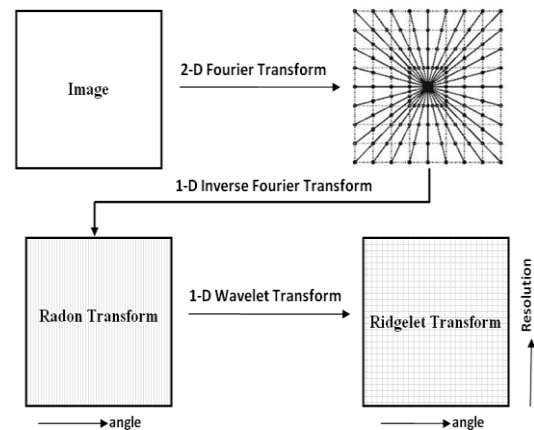 Image
2-D Fourier Transform
1-D Inverse Fourier Transform
Radon Transform
1-D Wavelet Transform
Ridgelet Transform
Resolution
angle
angle